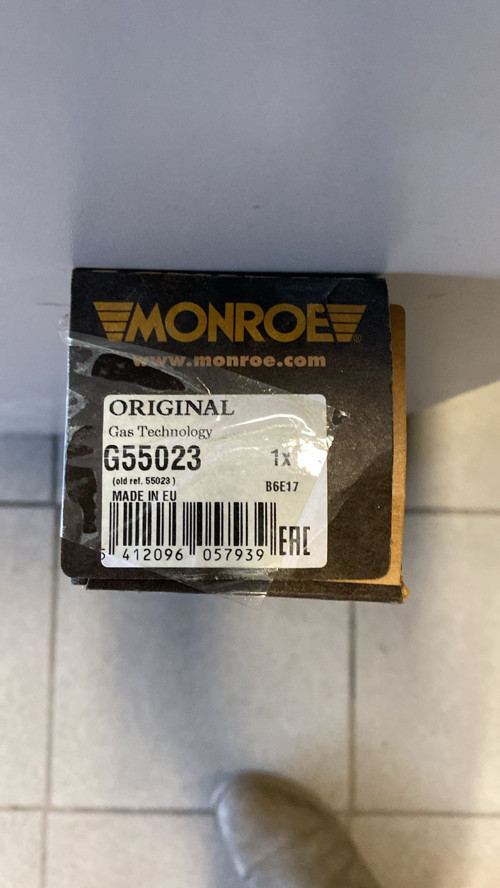 MONROE®
www.monroe.com
ORIGINAL
Gas Technology
G55023
1x
(old ref. 55023 )
B6E17
MADE IN EU
5 412096 057939
EAC